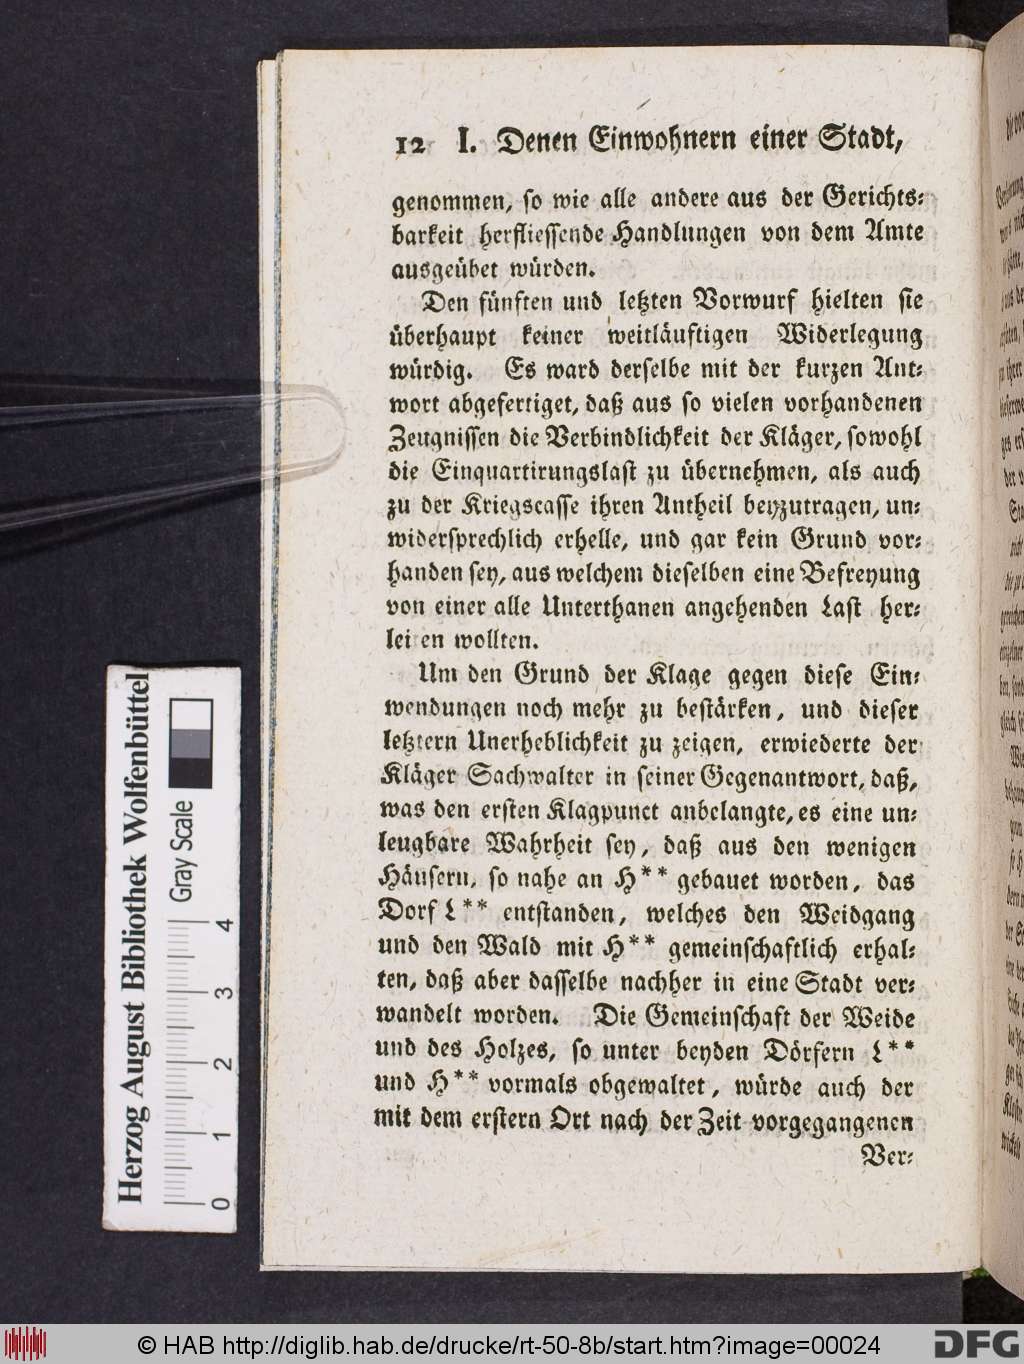 12 I. Denen Einwohnern einer Stadt,
genommen, so wie alle andere aus der Gerichts-
barkeit herfliessende Handlungen von dem Amte
ausgeübet würden.
Den fünften und letzten Vorwurf hielten sie
überhaupt keiner weitläuftigen Widerlegung
würdig. Es ward derselbe mit der kurzen Ant-
wort abgefertiget, daß aus so vielen vorhandenen
Zeugnissen die Verbindlichkeit der Kläger, sowohl
die Einquartirungslast zu übernehmen, als auch
zu der Kriegscasse ihren Antheil beyzutragen, un-
widersprechlich erhelle, und gar kein Grund vor-
handen sey, aus welchem dieselben eine Befreyung
von einer alle Unterthanen angehenden Last her-
lei en wollten.
Um den Grund der Klage gegen diese Ein-
wendungen noch mehr zu bestärken, und dieser
letztern Unerheblichkeit zu zeigen, erwiederte der
Kläger Sachwalter in seiner Gegenantwort, daß,
was den ersten Klagpunct anbelangte, es eine un-
leugbare Wahrheit sey, daß aus den wenigen
Häusern, so nahe an H** gebauet worden, das
Dorf L** entstanden, welches den Weidgang
und den Wald mit H** gemeinschaftlich erhal-
ten, daß aber dasselbe nachher in eine Stadt ver-
wandelt worden. Die Gemeinschaft der Weide
und des Holzes, so unter beyden Dörfern L**
und H** vormals obgewaltet, würde auch der
mit dem erstern Ort nach der Zeit vorgegangenen
Ver-
Herzog August Bibliothek Wolfenbüttel
Gray Scale
0 1 2 3 4
© HAB http://diglib.hab.de/drucke/rt-50-8b/start.htm?image=00024
DFG